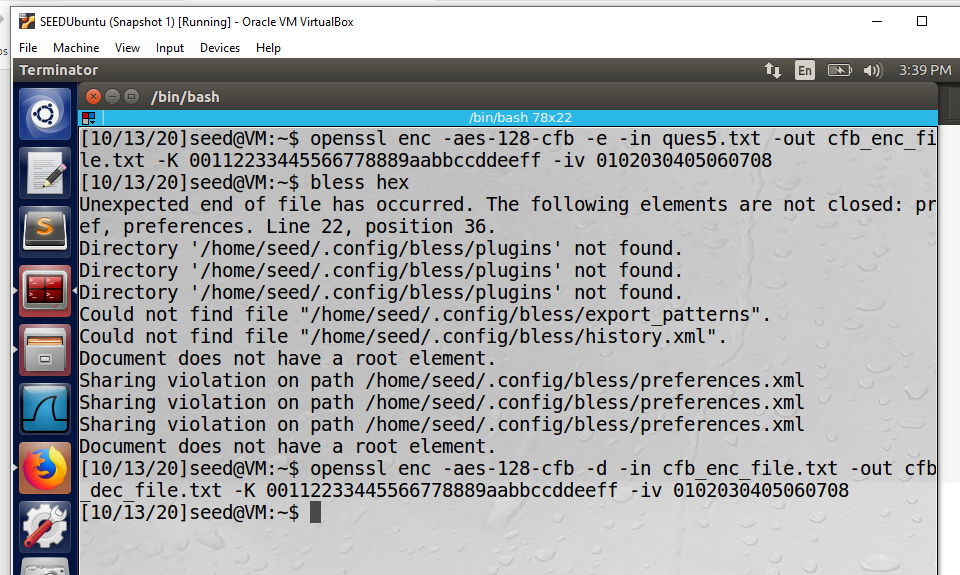 SEEDUbuntu (Snapshot 1) [Running] - Oracle VM VirtualBox
File Machine View Input Devices Help
Terminator En 3:39 PM
/bin/bash
/bin/bash 78x22
[10/13/20]seed@VM:~$ openssl enc -aes-128-cfb -e -in ques5.txt -out cfb_enc_fi
le.txt -K 00112233445566778889aabbccddeeff -iv 0102030405060708
[10/13/20]seed@VM:~$ bless hex
Unexpected end of file has occurred. The following elements are not closed: pr
ef, preferences. Line 22, position 36.
Directory '/home/seed/.config/bless/plugins' not found.
Directory '/home/seed/.config/bless/plugins' not found.
Directory '/home/seed/.config/bless/plugins' not found.
Could not find file "/home/seed/.config/bless/export_patterns".
Could not find file "/home/seed/.config/bless/history.xml".
Document does not have a root element.
Sharing violation on path /home/seed/.config/bless/preferences.xml
Sharing violation on path /home/seed/.config/bless/preferences.xml
Sharing violation on path /home/seed/.config/bless/preferences.xml
Document does not have a root element.
[10/13/20]seed@VM:~$ openssl enc -aes-128-cfb -d -in cfb_enc_file.txt -out cfb
_dec_file.txt -K 00112233445566778889aabbccddeeff -iv 0102030405060708
[10/13/20]seed@VM:~$